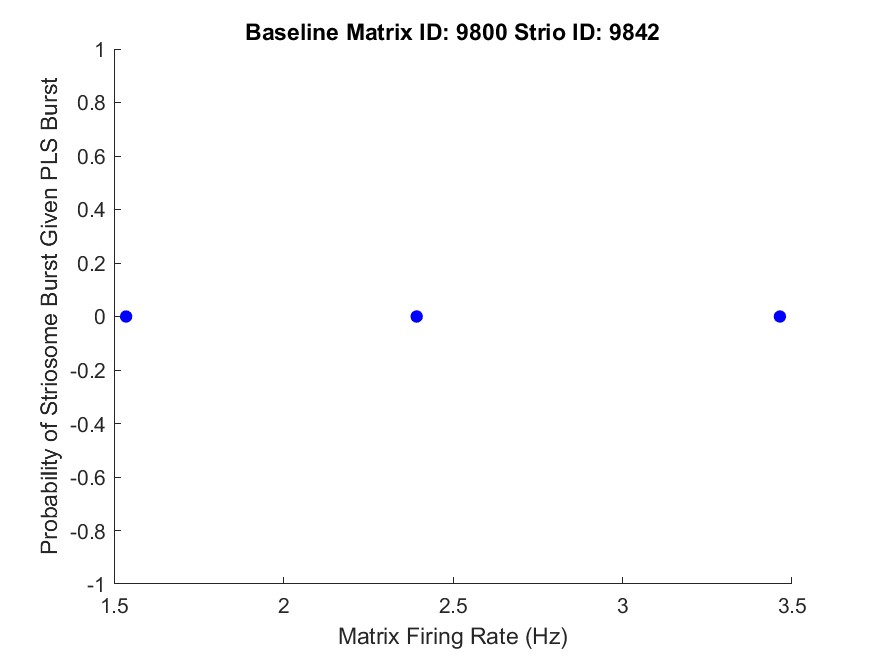 Baseline Matrix ID: 9800 Strio ID: 9842
Probability of Striosome Burst Given PLS Burst
1
0.8
0.6
0.4
0.2
0
-0.2
-0.4
-0.6
-0.8
-1
1.5 2 2.5 3 3.5
Matrix Firing Rate (Hz)